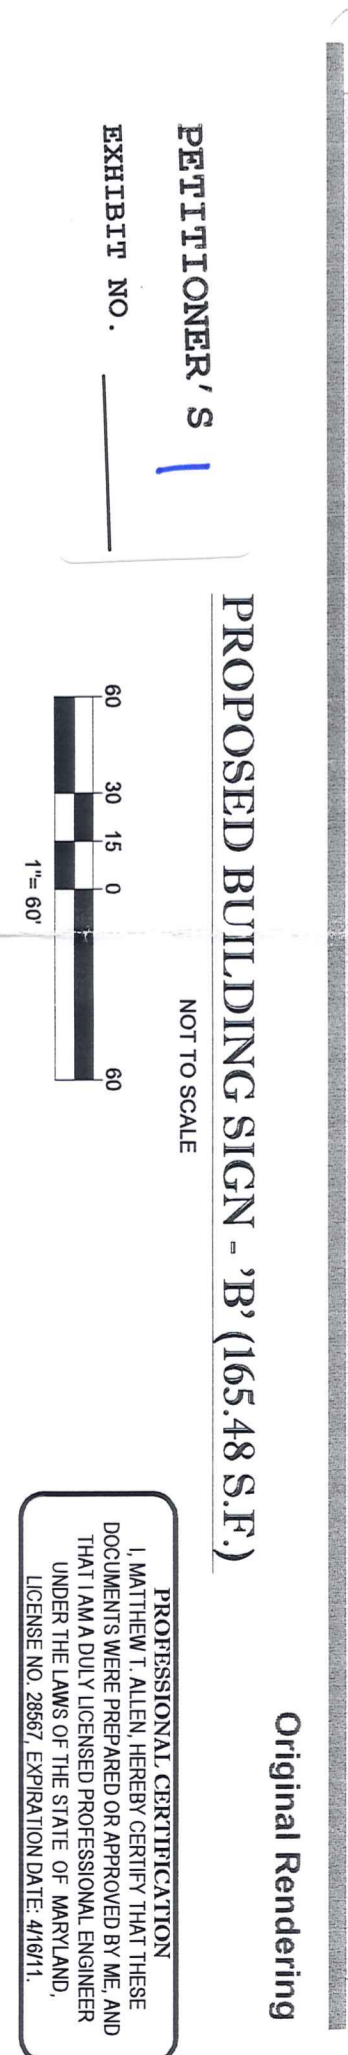 Original Rendering
PROPOSED BUILDING SIGN - 'B' (165.48 S.F.)
NOT TO SCALE
PETITIONER'S 1
EXHIBIT NO.
60 30 15 0 60
1"= 60'
PROFESSIONAL CERTIFICATION
I, MATTHEW T. ALLEN, HEREBY CERTIFY THAT THESE
DOCUMENTS WERE PREPARED OR APPROVED BY ME, AND
THAT I AM A DULY LICENSED PROFESSIONAL ENGINEER
UNDER THE LAWS OF THE STATE OF MARYLAND,
LICENSE NO. 28567, EXPIRATION DATE: 4/16/11.